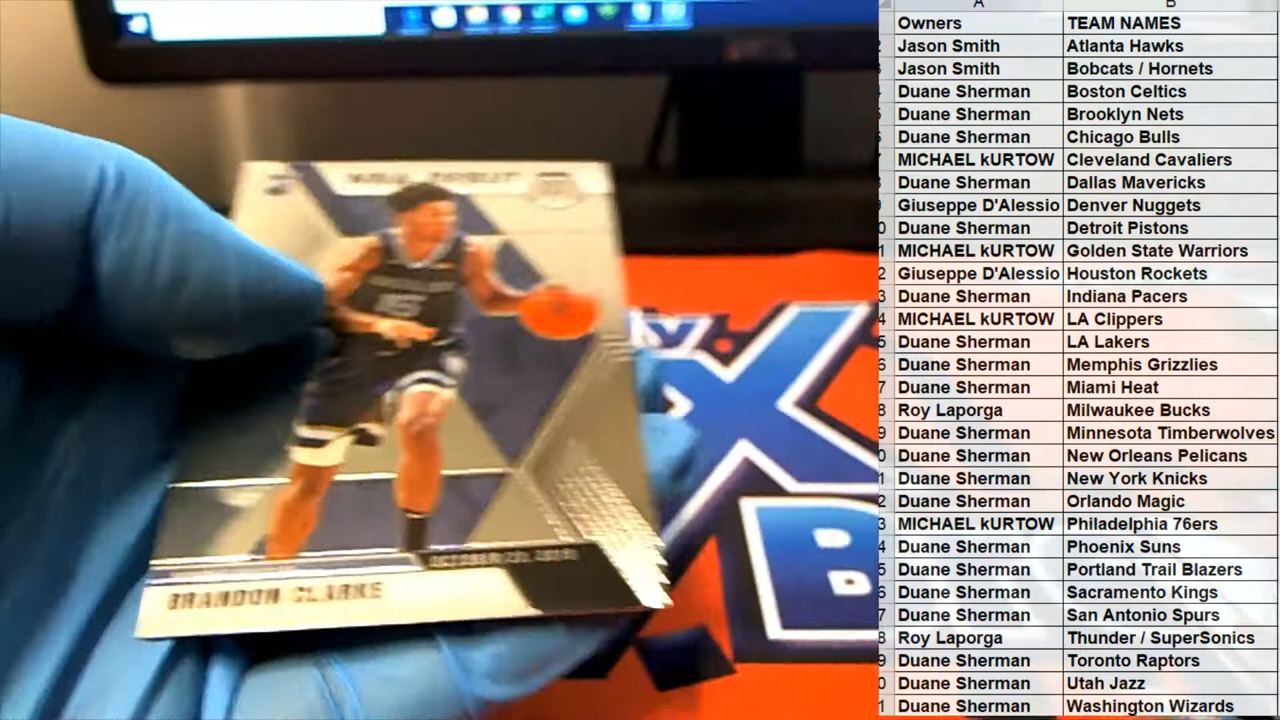 NBA DEBUT
15
OCTOBER 23, 2019
BRANDON CLARKE
X
B
A B
Owners TEAM NAMES
Jason Smith Atlanta Hawks
Jason Smith Bobcats / Hornets
Duane Sherman Boston Celtics
Duane Sherman Brooklyn Nets
Duane Sherman Chicago Bulls
MICHAEL kURTOW Cleveland Cavaliers
Duane Sherman Dallas Mavericks
Giuseppe D'Alessio Denver Nuggets
Duane Sherman Detroit Pistons
MICHAEL kURTOW Golden State Warriors
Giuseppe D'Alessio Houston Rockets
Duane Sherman Indiana Pacers
MICHAEL kURTOW LA Clippers
Duane Sherman LA Lakers
Duane Sherman Memphis Grizzlies
Duane Sherman Miami Heat
Roy Laporga Milwaukee Bucks
Duane Sherman Minnesota Timberwolves
Duane Sherman New Orleans Pelicans
Duane Sherman New York Knicks
Duane Sherman Orlando Magic
MICHAEL kURTOW Philadelphia 76ers
Duane Sherman Phoenix Suns
Duane Sherman Portland Trail Blazers
Duane Sherman Sacramento Kings
Duane Sherman San Antonio Spurs
Roy Laporga Thunder / SuperSonics
Duane Sherman Toronto Raptors
Duane Sherman Utah Jazz
Duane Sherman Washington Wizards